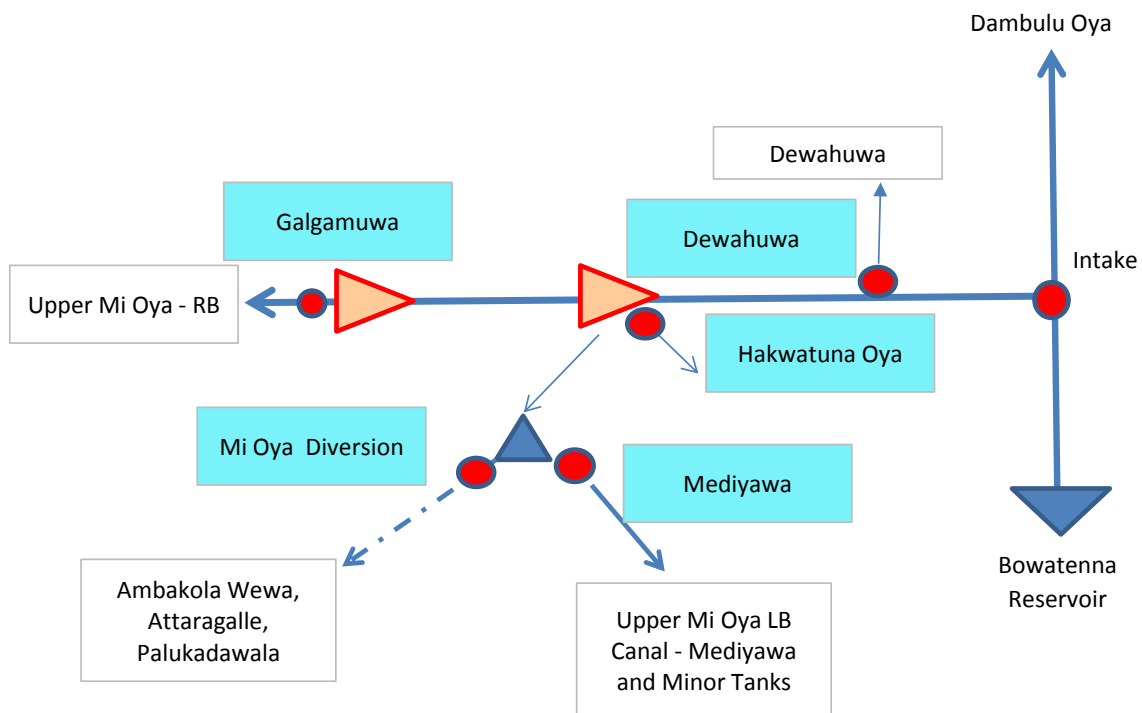 Dambulu Oya
Dewahuwa
Galgamuwa
Dewahuwa
Intake
Upper Mi Oya - RB
Hakwatuna Oya
Mi Oya  Diversion
Mediyawa
Ambakola Wewa,
Attaragalle,
Palukadawala
Upper Mi Oya LB
Canal - Mediyawa
and Minor Tanks
Bowatenna
Reservoir